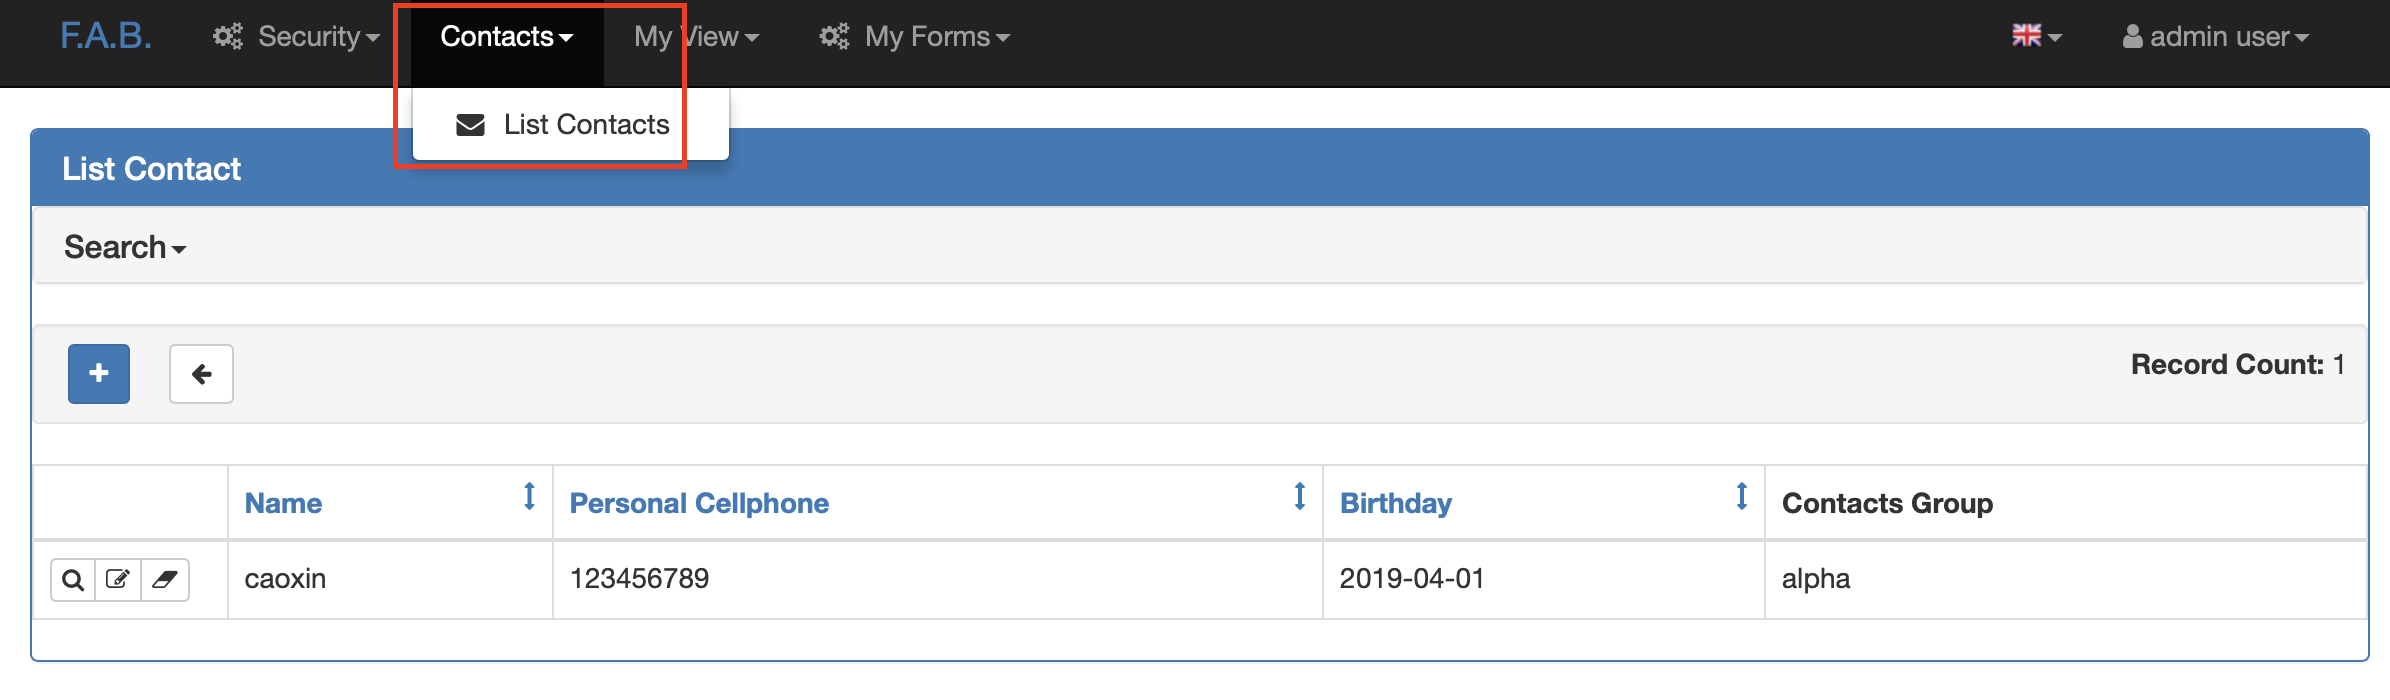 F.A.B. Security Contacts My View My Forms admin user
List Contacts
List Contact
Search
Record Count: 1
Name Personal Cellphone Birthday Contacts Group
caoxin 123456789 2019-04-01 alpha